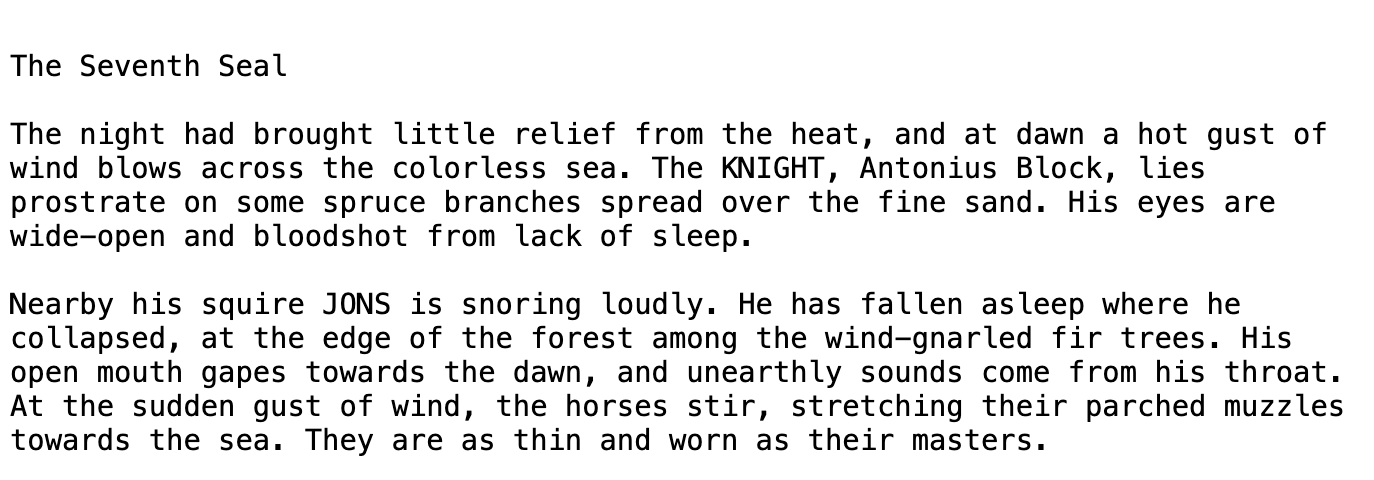 The Seventh Seal
The night had brought little relief from the heat, and at dawn a hot gust of
wind blows across the colorless sea. The KNIGHT, Antonius Block, lies
prostrate on some spruce branches spread over the fine sand. His eyes are
wide-open and bloodshot from lack of sleep.
Nearby his squire JONS is snoring loudly. He has fallen asleep where he
collapsed, at the edge of the forest among the wind-gnarled fir trees. His
open mouth gapes towards the dawn, and unearthly sounds come from his throat.
At the sudden gust of wind, the horses stir, stretching their parched muzzles
towards the sea. They are as thin and worn as their masters.